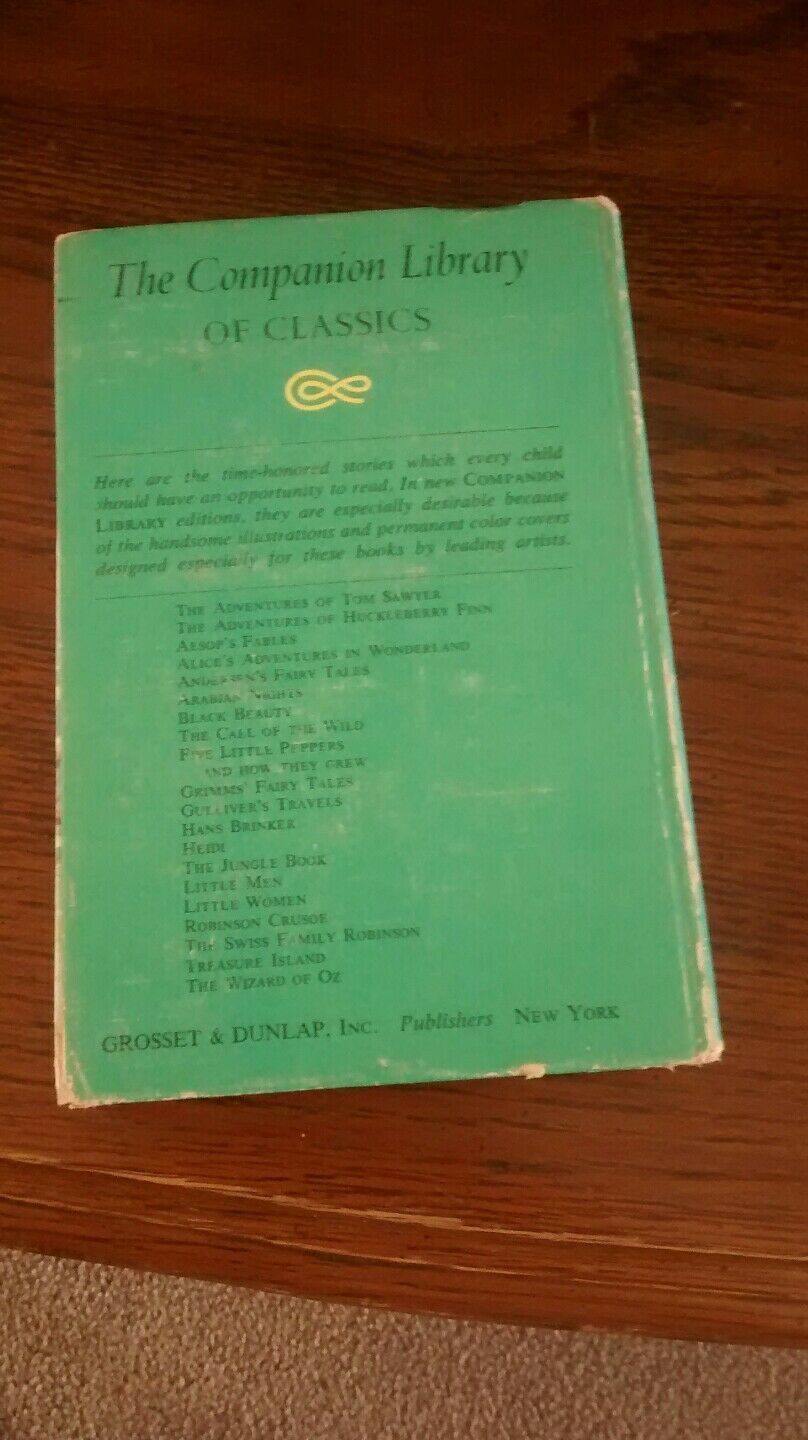 The Companion Library
OF CLASSICS
Here are the time-honored stories which every child
should have an opportunity to read. In new COMPANION
LIBRARY editions, they are especially desirable because
of the handsome illustrations and permanent color covers
designed especially for these books by leading artists.
THE ADVENTURES OF TOM SAWYER
THE ADVENTURES OF HUCKLEBERRY FINN
AESOP'S FABLES
ALICE'S ADVENTURES IN WONDERLAND
ANDERSEN'S FAIRY TALES
ARABIAN NIGHTS
BLACK BEAUTY
THE CALL OF THE WILD
FIVE LITTLE PEPPERS
AND HOW THEY GREW
GRIMMS' FAIRY TALES
GULLIVER'S TRAVELS
HANS BRINKER
HEIDI
THE JUNGLE BOOK
LITTLE MEN
LITTLE WOMEN
ROBINSON CRUSOE
THE SWISS FAMILY ROBINSON
TREASURE ISLAND
THE WIZARD OF OZ
GROSSET & DUNLAP, INC. Publishers NEW YORK